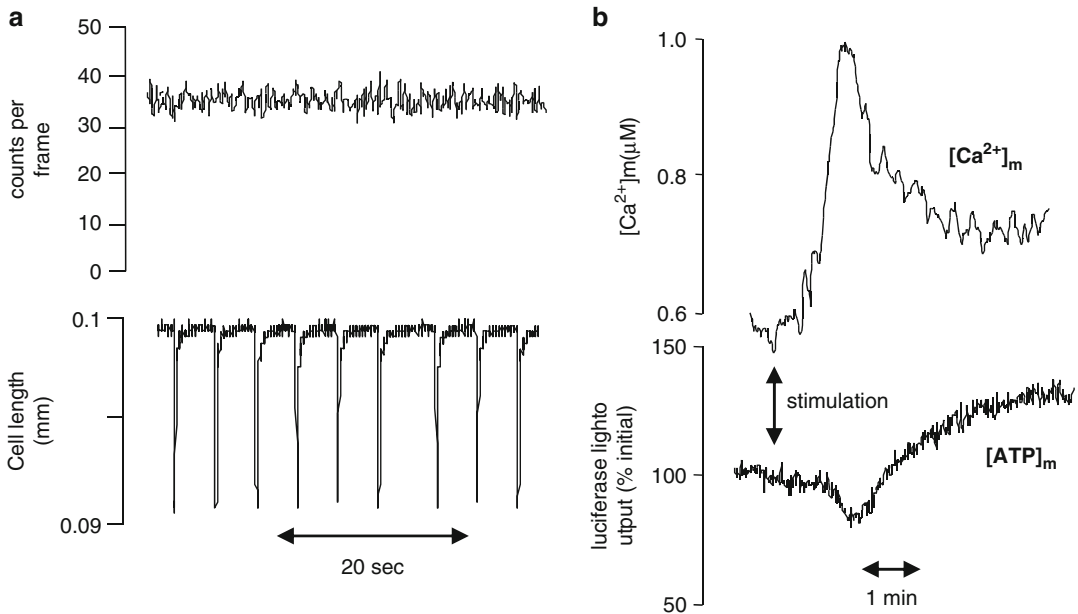 a
50
40
30
20
10
0
counts per
frame
0.1
0.09
Cell length
(mm)
20 sec
b
1.0
0.8
0.6
[Ca²⁺]m(μM)
[Ca²⁺]ₘ
150
100
50
stimulation
luciferase lighto
utput (% initial)
[ATP]ₘ
1 min